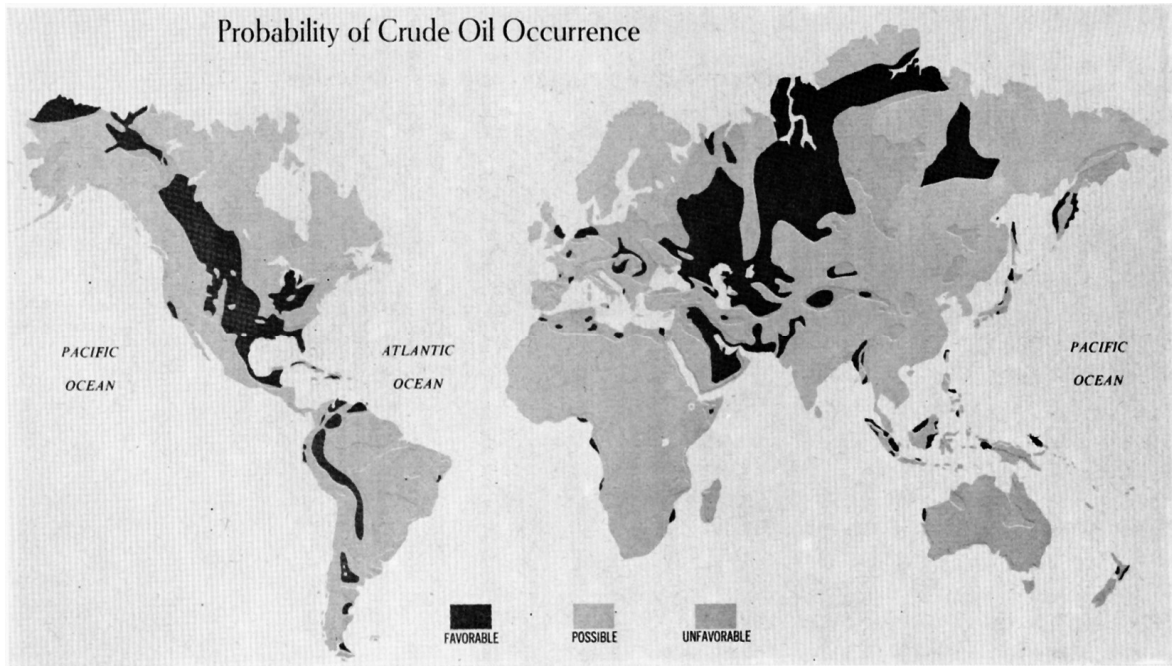 Probability of Crude Oil Occurrence
PACIFIC
OCEAN
ATLANTIC
OCEAN
PACIFIC
OCEAN
FAVORABLE
POSSIBLE
UNFAVORABLE